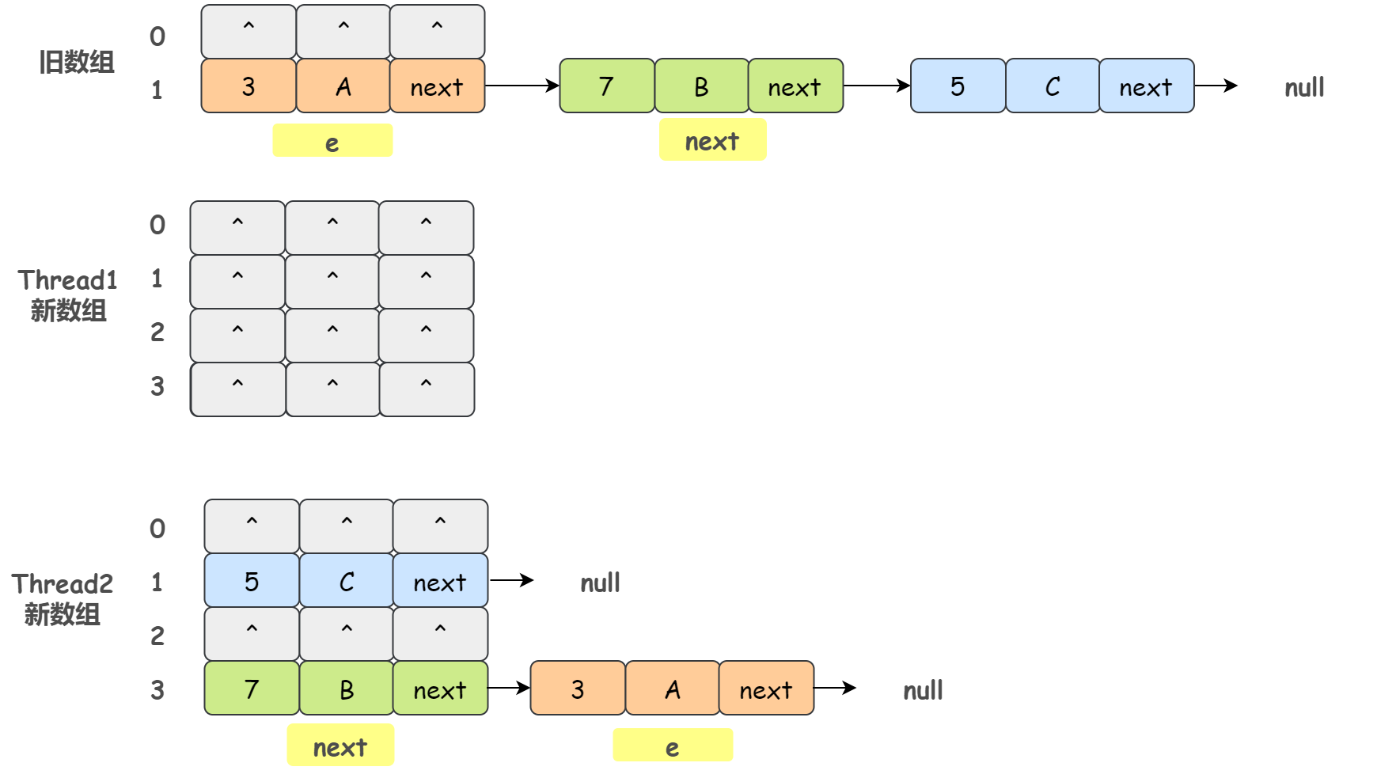 0 ^ ^ ^
旧数组
1 3 A next 7 B next 5 C next null
e next
0 ^ ^ ^
Thread1
新数组
1 ^ ^ ^
2 ^ ^ ^
3 ^ ^ ^
0 ^ ^ ^
Thread2
新数组
1 5 C next null
2 ^ ^ ^
3 7 B next 3 A next null
next e